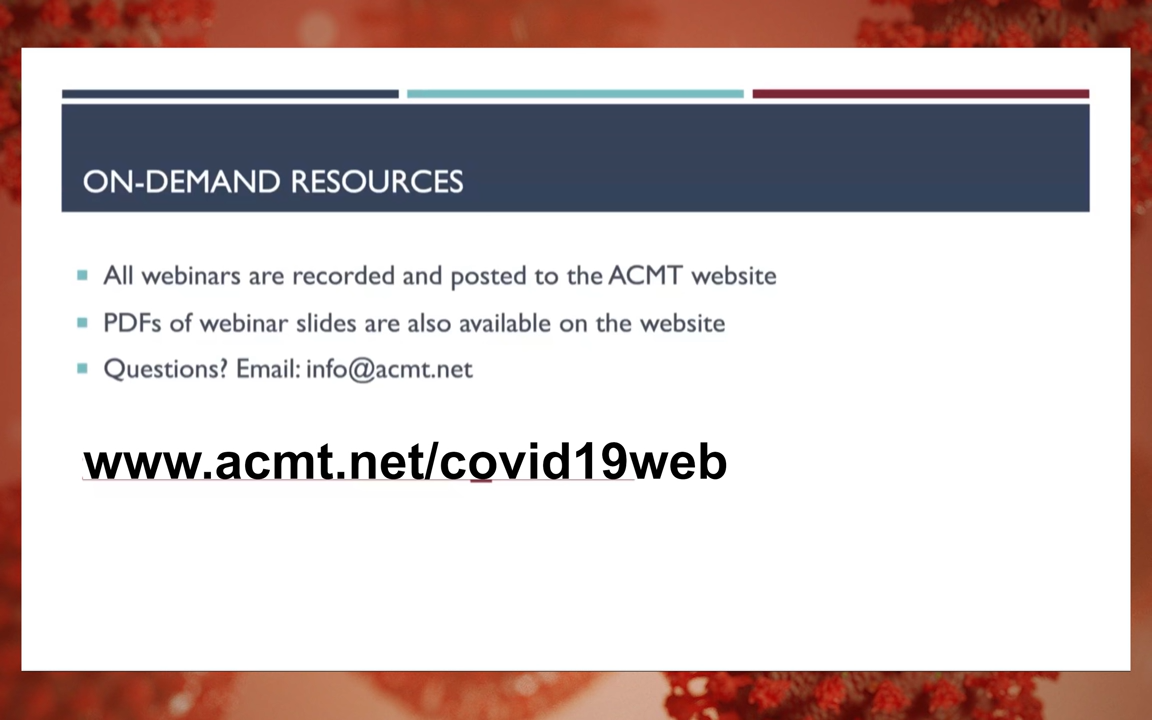 ON-DEMAND RESOURCES
All webinars are recorded and posted to the ACMT website
PDFs of webinar slides are also available on the website
Questions? Email: info@acmt.net
www.acmt.net/covid19web